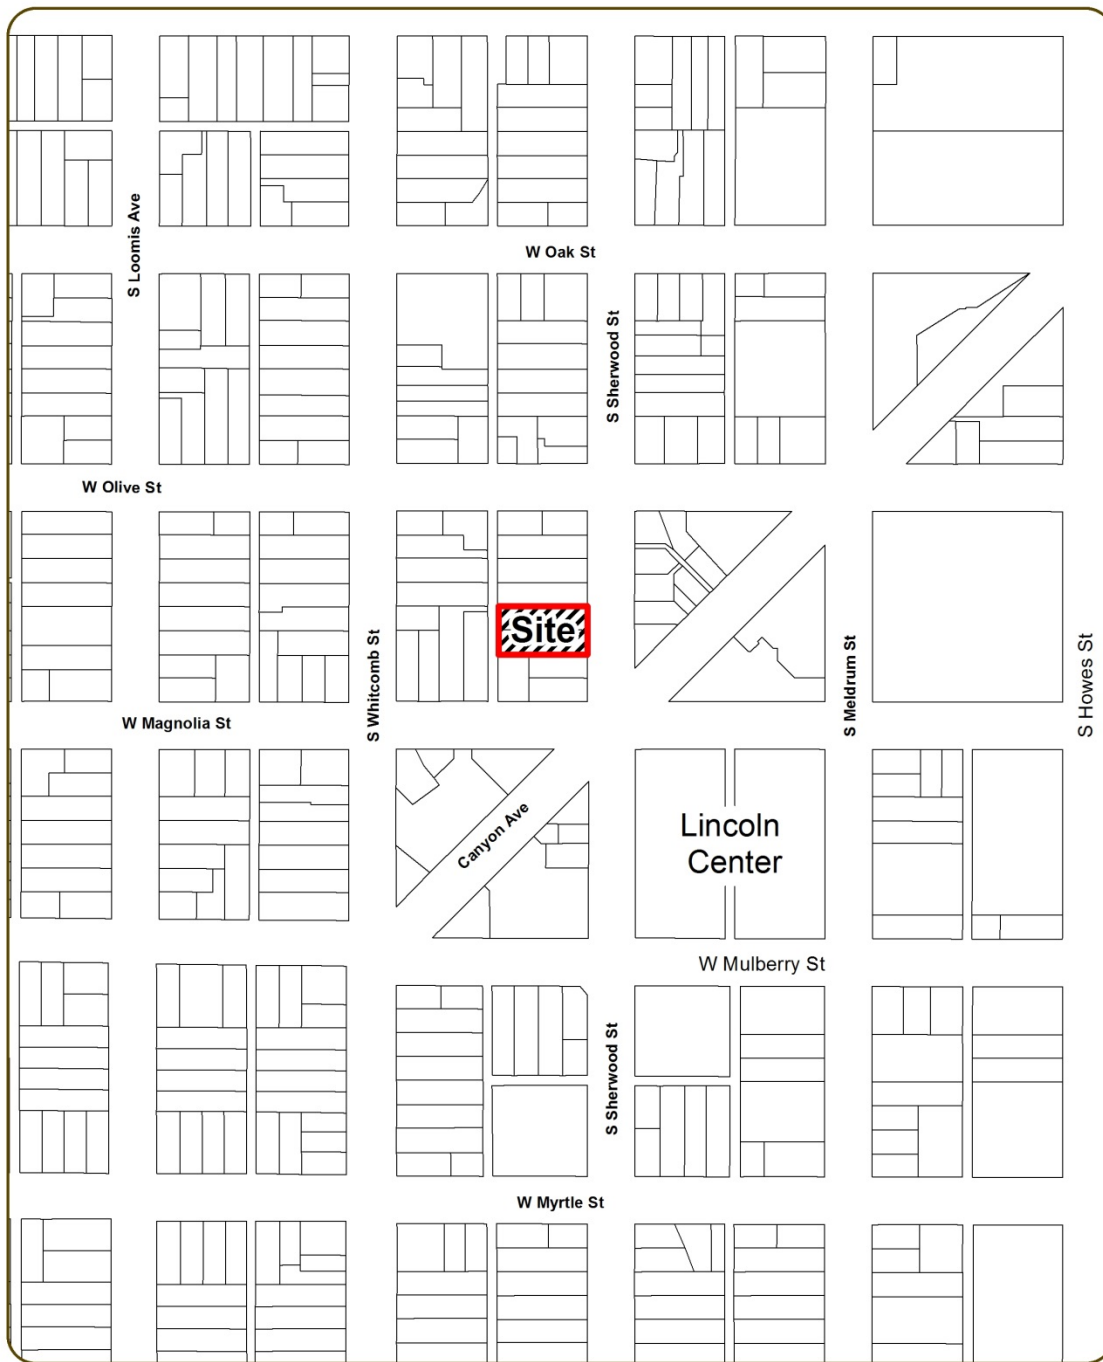 S Loomis Ave
W Oak St
S Sherwood St
W Olive St
Site
S Whitcomb St
S Meldrum St
S Howes St
W Magnolia St
Canyon Ave
Lincoln
Center
W Mulberry St
S Sherwood St
W Myrtle St